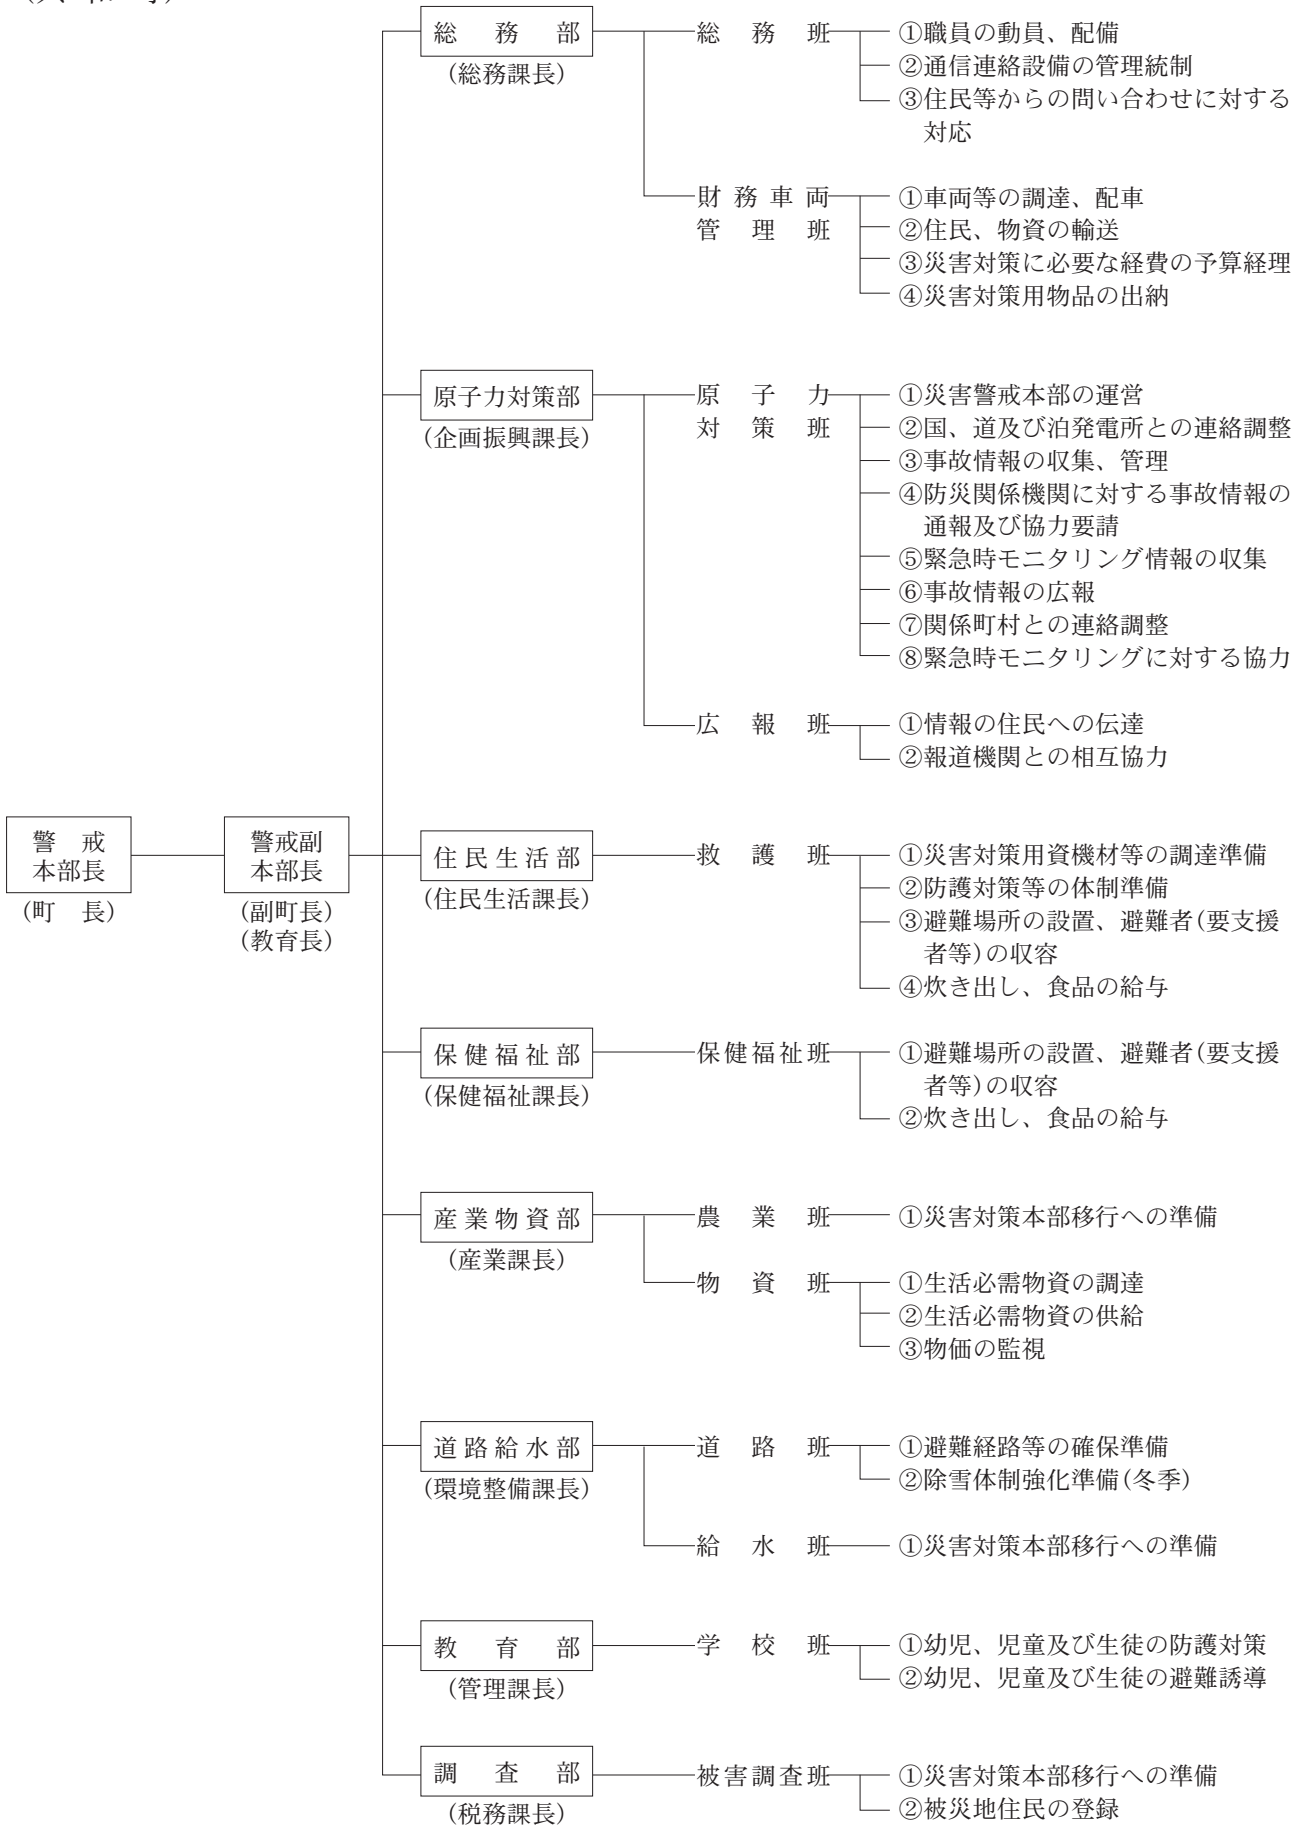 総務部
(総務課長)
総務班
①職員の動員、配備
②通信連絡設備の管理統制
③住民等からの問い合わせに対する
対応
財務車両
管理班
①車両等の調達、配車
②住民、物資の輸送
③災害対策に必要な経費の予算経理
④災害対策用物品の出納
原子力対策部
(企画振興課長)
原子力
対策班
①災害警戒本部の運営
②国、道及び泊発電所との連絡調整
③事故情報の収集、管理
④防災関係機関に対する事故情報の
通報及び協力要請
⑤緊急時モニタリング情報の収集
⑥事故情報の広報
⑦関係町村との連絡調整
⑧緊急時モニタリングに対する協力
広報班
①情報の住民への伝達
②報道機関との相互協力
警戒
本部長
(町長)
警戒副
本部長
(副町長)
(教育長)
住民生活部
(住民生活課長)
救護班
①災害対策用資機材等の調達準備
②防護対策等の体制準備
③避難場所の設置、避難者(要支援
者等)の収容
④炊き出し、食品の給与
保健福祉部
(保健福祉課長)
保健福祉班
①避難場所の設置、避難者(要支援
者等)の収容
②炊き出し、食品の給与
産業物資部
(産業課長)
農業班
①災害対策本部移行への準備
物資班
①生活必需物資の調達
②生活必需物資の供給
③物価の監視
道路給水部
(環境整備課長)
道路班
①避難経路等の確保準備
②除雪体制強化準備(冬季)
給水班
①災害対策本部移行への準備
教育部
(管理課長)
学校班
①幼児、児童及び生徒の防護対策
②幼児、児童及び生徒の避難誘導
調査部
(税務課長)
被害調査班
①災害対策本部移行への準備
②被災地住民の登録